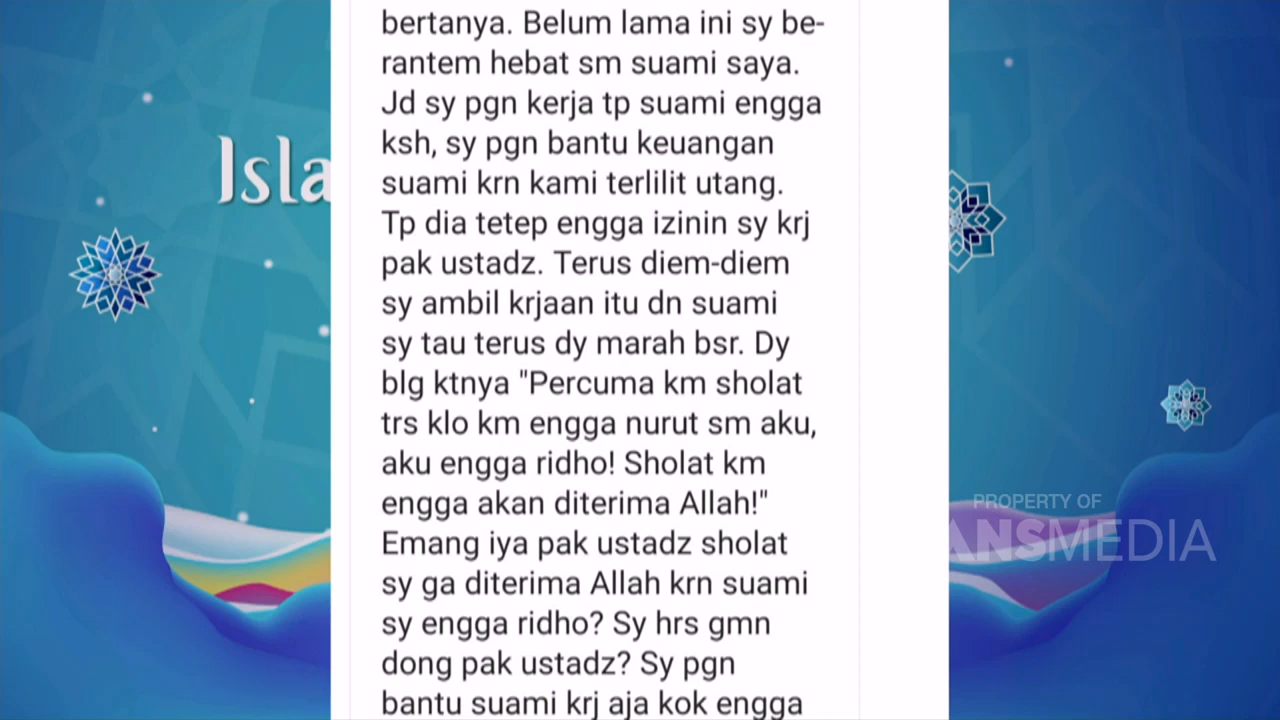 bertanya. Belum lama ini sy be-
rantem hebat sm suami saya.
Jd sy pgn kerja tp suami engga
ksh, sy pgn bantu keuangan
suami krn kami terlilit utang.
Tp dia tetep engga izinin sy krj
pak ustadz. Terus diem-diem
sy ambil krjaan itu dn suami
sy tau terus dy marah bsr. Dy
blg ktnya "Percuma km sholat
trs klo km engga nurut sm aku,
aku engga ridho! Sholat km
engga akan diterima Allah!"
Emang iya pak ustadz sholat
sy ga diterima Allah krn suami
sy engga ridho? Sy hrs gmn
dong pak ustadz? Sy pgn
bantu suami krj aja kok engga
Isla
PROPERTY OF
ANSMEDIA